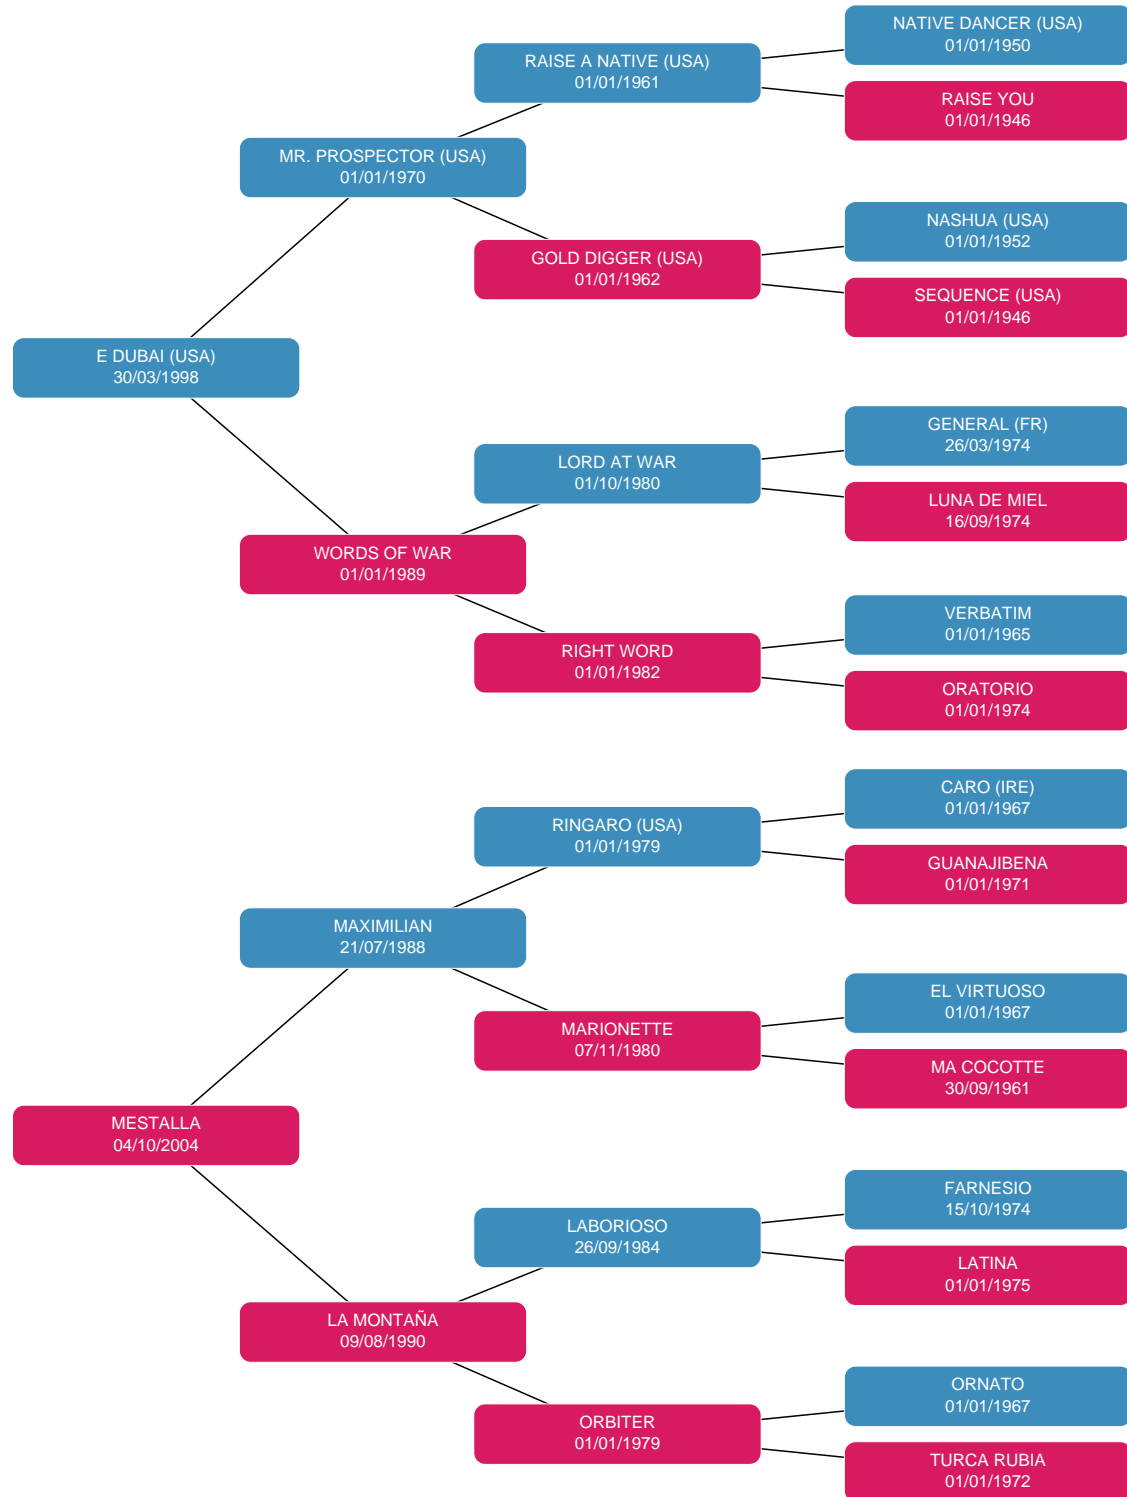 NATIVE DANCER (USA)
01/01/1950
RAISE A NATIVE (USA)
01/01/1961
RAISE YOU
01/01/1946
MR. PROSPECTOR (USA)
01/01/1970
NASHUA (USA)
01/01/1952
GOLD DIGGER (USA)
01/01/1962
SEQUENCE (USA)
01/01/1946
E DUBAI (USA)
30/03/1998
GENERAL (FR)
26/03/1974
LORD AT WAR
01/10/1980
LUNA DE MIEL
16/09/1974
WORDS OF WAR
01/01/1989
VERBATIM
01/01/1965
RIGHT WORD
01/01/1982
ORATORIO
01/01/1974
CARO (IRE)
01/01/1967
RINGARO (USA)
01/01/1979
GUANAJIBENA
01/01/1971
MAXIMILIAN
21/07/1988
EL VIRTUOSO
01/01/1967
MARIONETTE
07/11/1980
MA COCOTTE
30/09/1961
MESTALLA
04/10/2004
FARNESIO
15/10/1974
LABORIOSO
26/09/1984
LATINA
01/01/1975
LA MONTAÑA
09/08/1990
ORNATO
01/01/1967
ORBITER
01/01/1979
TURCA RUBIA
01/01/1972